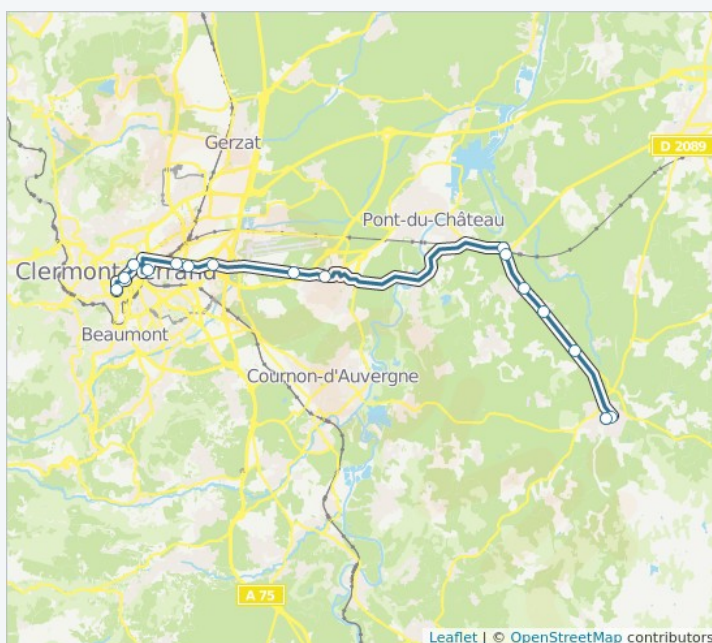 Gerzat
D 2089
Pont-du-Château
Clermont-Ferrand
Beaumont
Cournon-d'Auvergne
A 75
Leaflet | © OpenStreetMap contributors